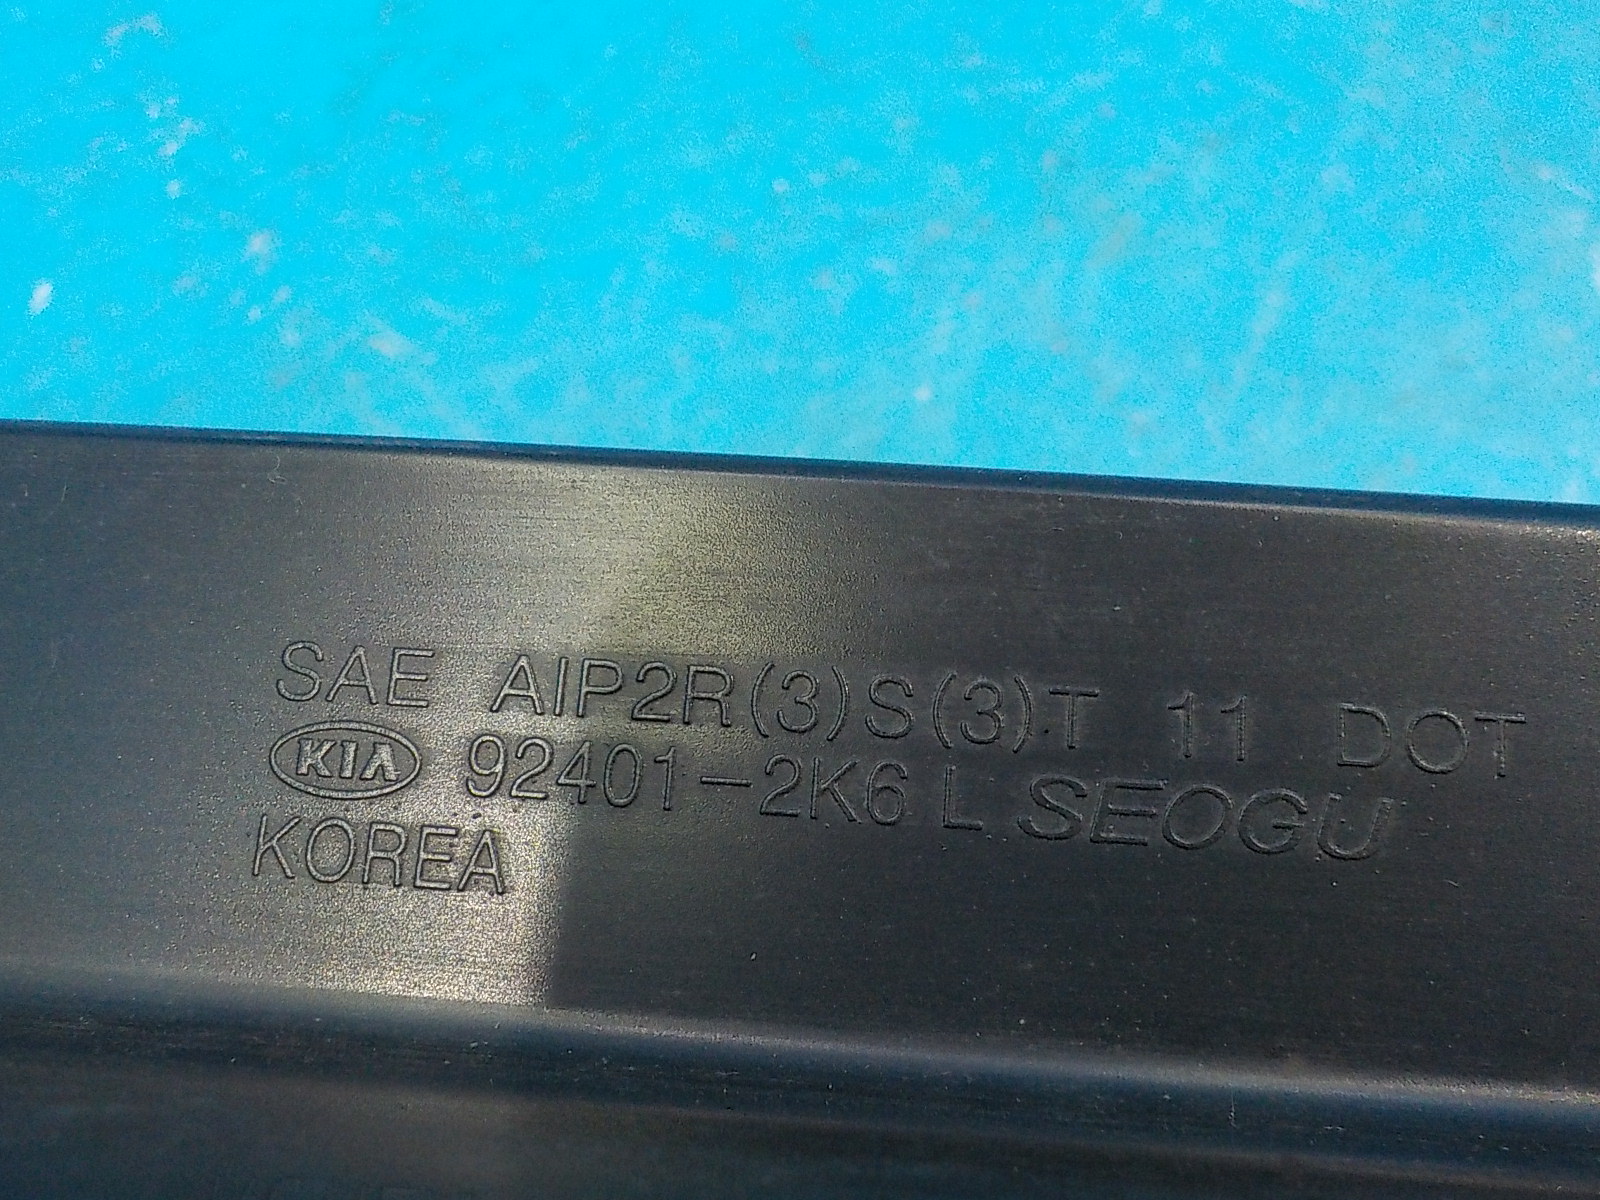 SAE AIP2R(3)S(3)T 11 DOT
KIA 92401-2K6 L SEOGU
KOREA